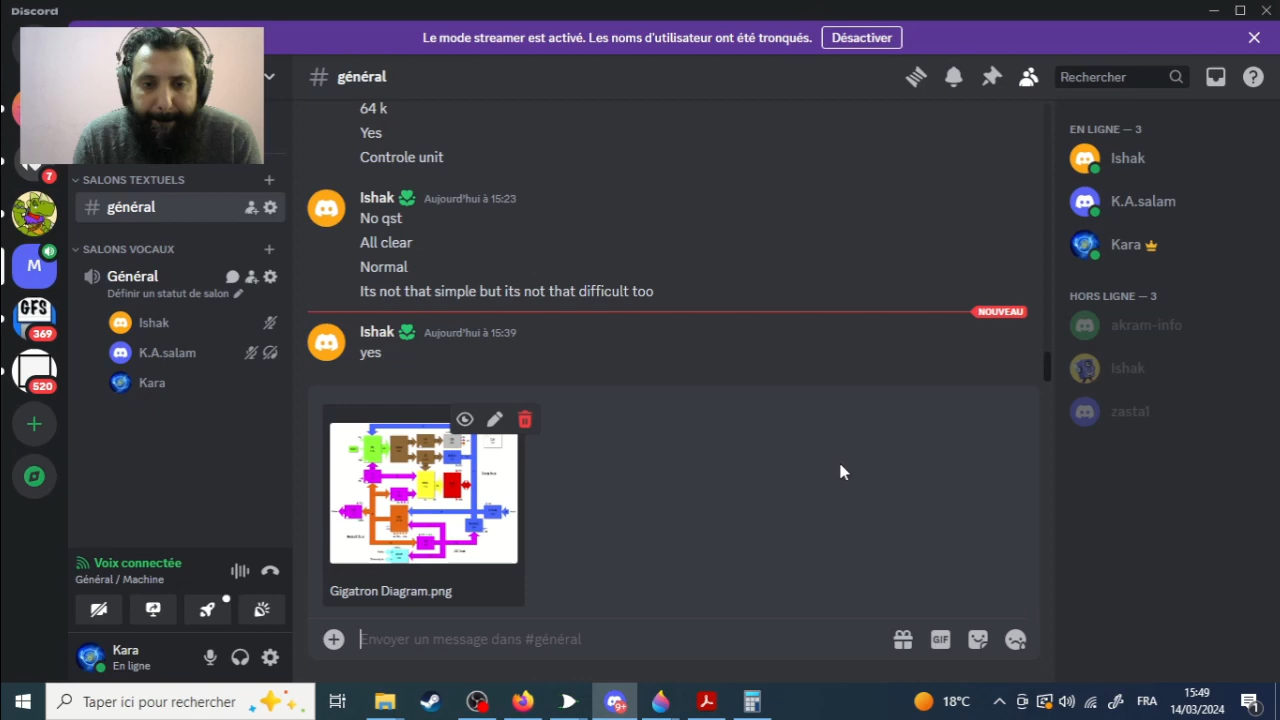 Discord
Le mode streamer est activé. Les noms d'utilisateur ont été tronqués.
Désactiver
général
Rechercher
7
SALONS TEXTUELS
général
SALONS VOCAUX
Général
Définir un statut de salon
Ishak
K.A.salam
Kara
M
GFS
369
520
64 k
Yes
Controle unit
Ishak Aujourd'hui à 15:23
No qst
All clear
Normal
Its not that simple but its not that difficult too
NOUVEAU
Ishak Aujourd'hui à 15:39
yes
Gigatron Diagram.png
Envoyer un message dans #général
GIF
EN LIGNE — 3
Ishak
K.A.salam
Kara
HORS LIGNE — 3
akram-info
Ishak
zasta1
Voix connectée
Général / Machine
Kara
En ligne
Taper ici pour rechercher
9+
18°C
FRA
15:49
14/03/2024
1